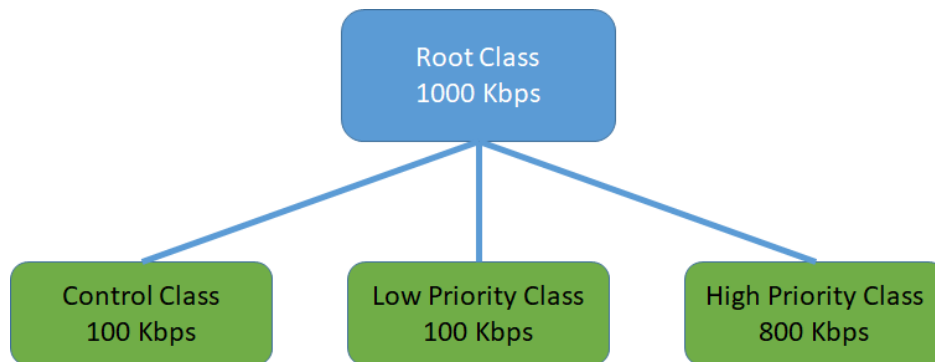 Root Class
1000 Kbps
Control Class
100 Kbps
Low Priority Class
100 Kbps
High Priority Class
800 Kbps